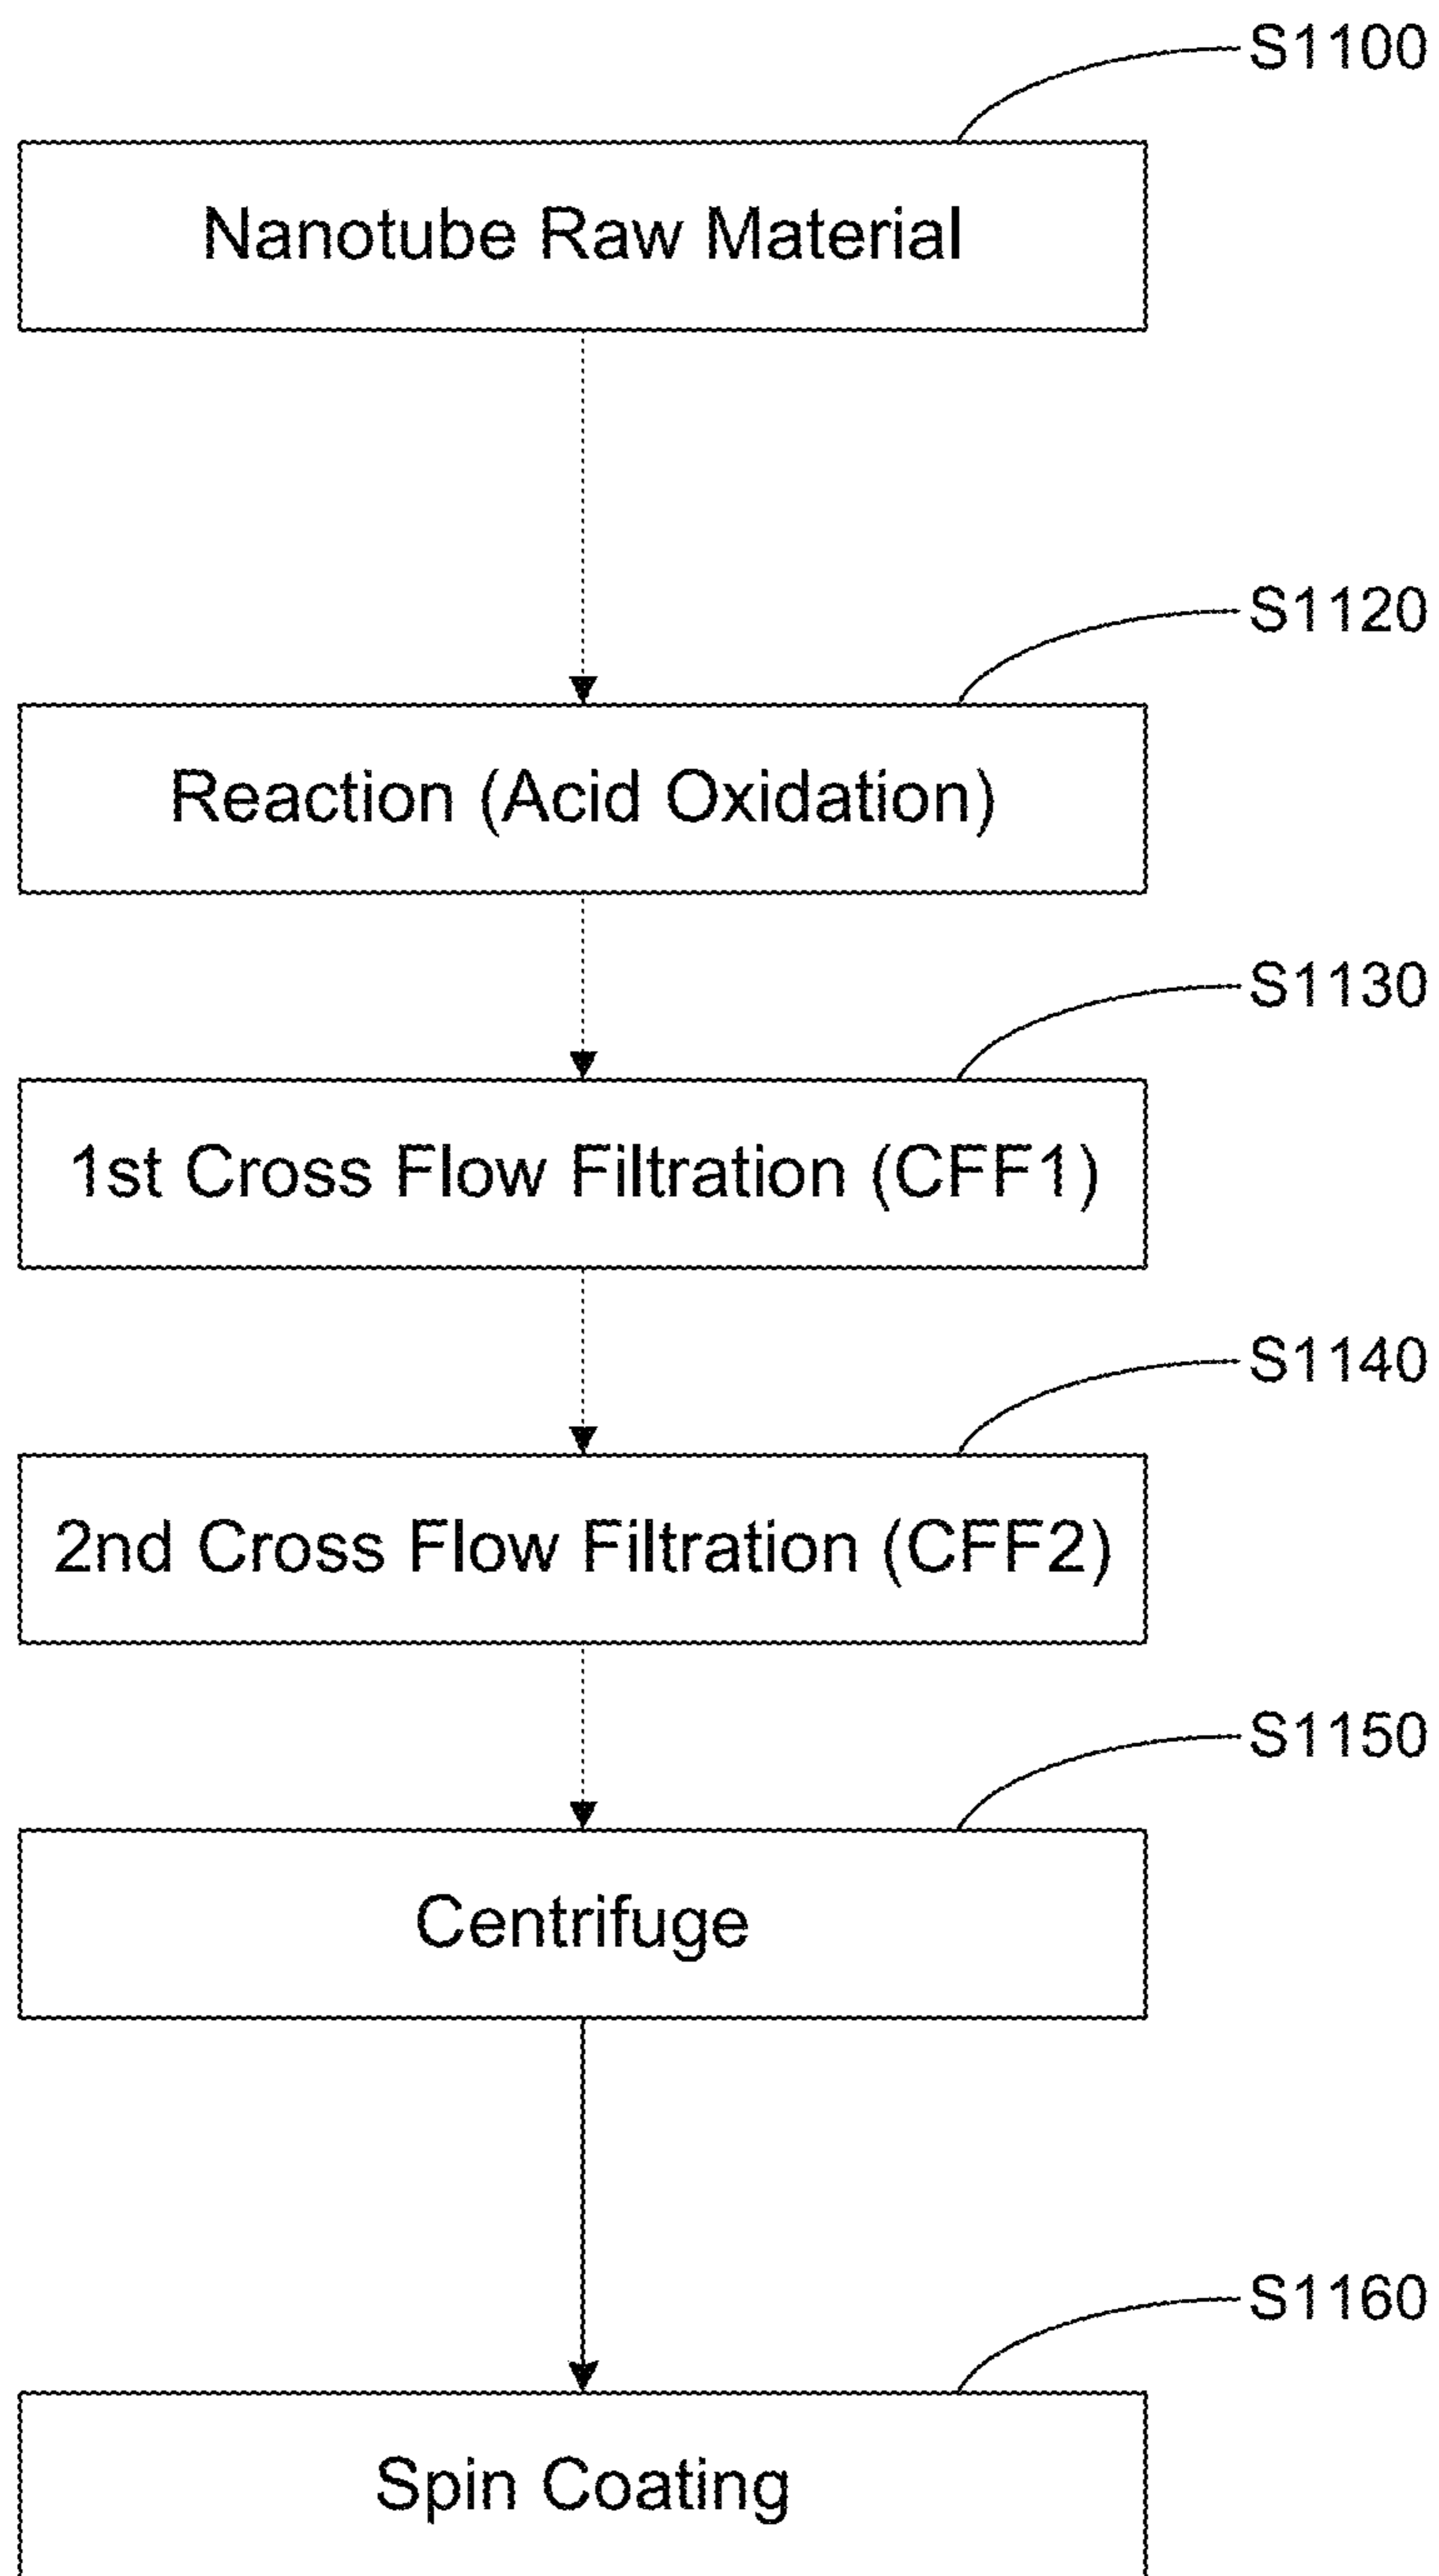 S1100
Nanotube Raw Material
S1120
Reaction (Acid Oxidation)
S1130
1st Cross Flow Filtration (CFF1)
S1140
2nd Cross Flow Filtration (CFF2)
S1150
Centrifuge
S1160
Spin Coating